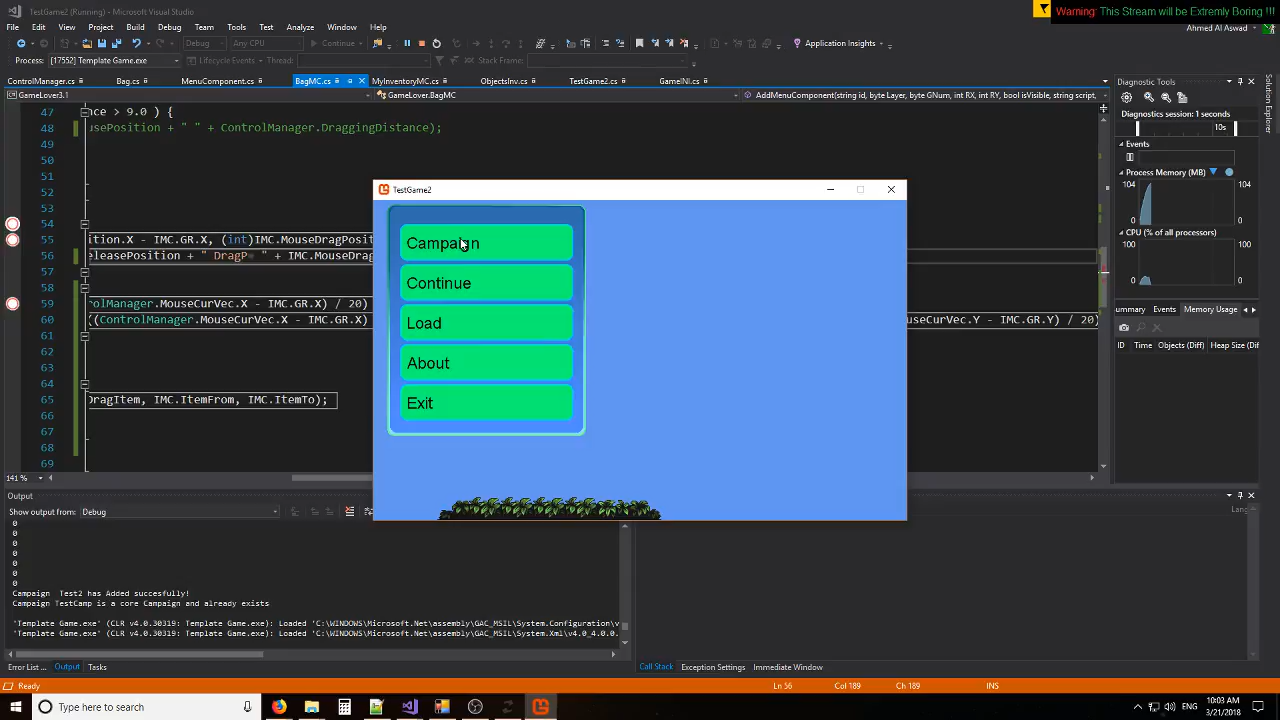 TestGame2 (Running) - Microsoft Visual Studio
Warning: This Stream will be Extremly Boring !!!
File Edit View Project Build Debug Team Tools Test Analyze Window Help
Ahmed Al Aswad
Debug Any CPU Continue Application Insights
Process: [17552] Template Game.exe Lifecycle Events Thread: Stack Frame:
ControlManager.cs Bag.cs MenuComponent.cs BagMC.cs MyInventoryMC.cs ObjectsInv.cs TestGame2.cs GameINI.cs
Diagnostic Tools
Solution Explorer
GameLover3.1 GameLover.BagMC AddMenuComponent(string id, byte Layer, byte GNum, int RX, int RY, bool isVisible, string script,
Diagnostics session: 1 seconds
10s
Events
Process Memory (MB)
104 104
0 0
CPU (% of all processors)
100 100
0 0
ummary Events Memory Usage
ID Time Objects (Diff) Heap Size (Dif
47 nce > 9.0 ) {
48 usePosition + " " + ControlManager.DraggingDistance);
49
50
51
52
53
54
55 ition.X - IMC.GR.X, (int)IMC.MouseDragPosit
56 eleasePosition + " DragP= " + IMC.MouseDrag
57
58
59 rolManager.MouseCurVec.X - IMC.GR.X) / 20)
60 ((ControlManager.MouseCurVec.X - IMC.GR.X) useCurVec.Y - IMC.GR.Y) / 20)
61
62
63
64
65 DragItem, IMC.ItemFrom, IMC.ItemTo);
66
67
68
69
141 %
TestGame2
Campaign
Continue
Load
About
Exit
Output
Show output from: Debug
0
0
0
0
0
0
0
Campaign Test2 has Added succesfully!
Campaign TestCamp is a core Campaign and already exists
'Template Game.exe' (CLR v4.0.30319: Template Game.exe): Loaded 'C:\WINDOWS\Microsoft.Net\assembly\GAC_MSIL\System.Configuration\v
'Template Game.exe' (CLR v4.0.30319: Template Game.exe): Loaded 'C:\WINDOWS\Microsoft.Net\assembly\GAC_MSIL\System.Xml\v4.0_4.0.0.
Lang
Error List ... Output Tasks
Call Stack Exception Settings Immediate Window
Ready Ln 56 Col 189 Ch 189 INS
Type here to search
ENG
10:03 AM
3/21/2018